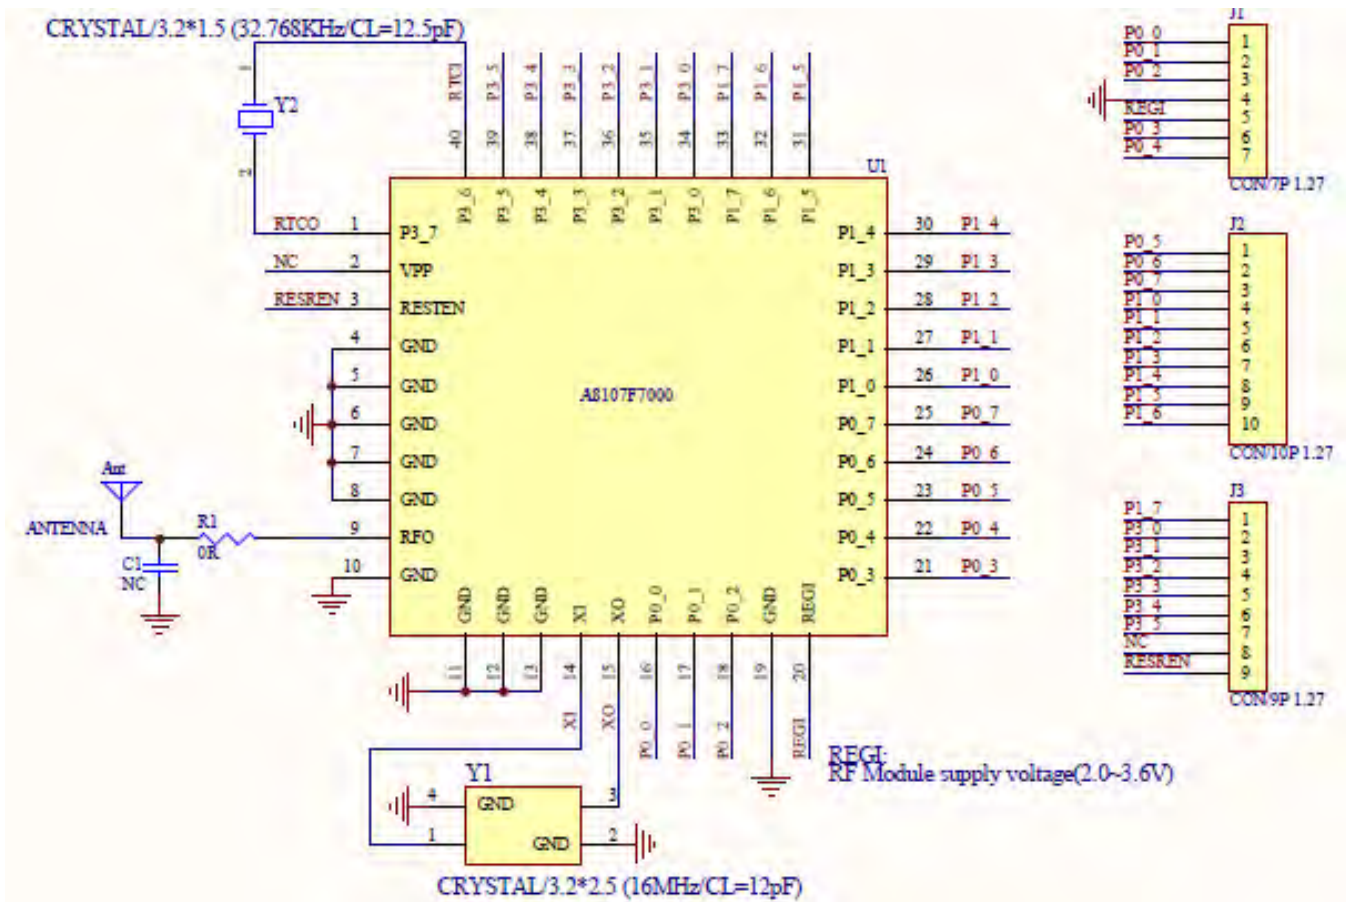 CRYSTAL/3.2*1.5 (32.768KHz/CL=12.5pF)
1
Y2
2
RTCI
P3_5
P3_4
P3_3
P3_2
P3_1
P3_0
P1_7
P1_6
P1_5
40
39
38
37
36
35
34
33
32
31
U1
P3_6
P3_5
P3_4
P3_3
P3_2
P3_1
P3_0
P1_7
P1_6
P1_5
RTCO 1 P3_7
NC 2 VPP
RESREN 3 RESTEN
4 GND
5 GND
6 GND
7 GND
8 GND
9 RFO
10 GND
A8107F7000
P1_4 30 P1_4
P1_3 29 P1_3
P1_2 28 P1_2
P1_1 27 P1_1
P1_0 26 P1_0
P0_7 25 P0_7
P0_6 24 P0_6
P0_5 23 P0_5
P0_4 22 P0_4
P0_3 21 P0_3
Ant
ANTENNA
R1
0R
C1
NC
GND
GND
GND
XI
XO
P0_0
P0_1
P0_2
GND
REGI
11
12
13
14
15
16
17
18
19
20
XI
XO
P0_0
P0_1
P0_2
REGI
REGI:
RF Module supply voltage(2.0~3.6V)
Y1
4 GND 3
1 GND 2
CRYSTAL/3.2*2.5 (16MHz/CL=12pF)
J1
P0_0 1
P0_1 2
P0_2 3
4
REGI 5
P0_3 6
P0_4 7
CON/7P 1.27
J2
P0_5 1
P0_6 2
P0_7 3
P1_0 4
P1_1 5
P1_2 6
P1_3 7
P1_4 8
P1_5 9
P1_6 10
CON/10P 1.27
J3
P1_7 1
P3_0 2
P3_1 3
P3_2 4
P3_3 5
P3_4 6
P3_5 7
NC 8
RESREN 9
CON/9P 1.27